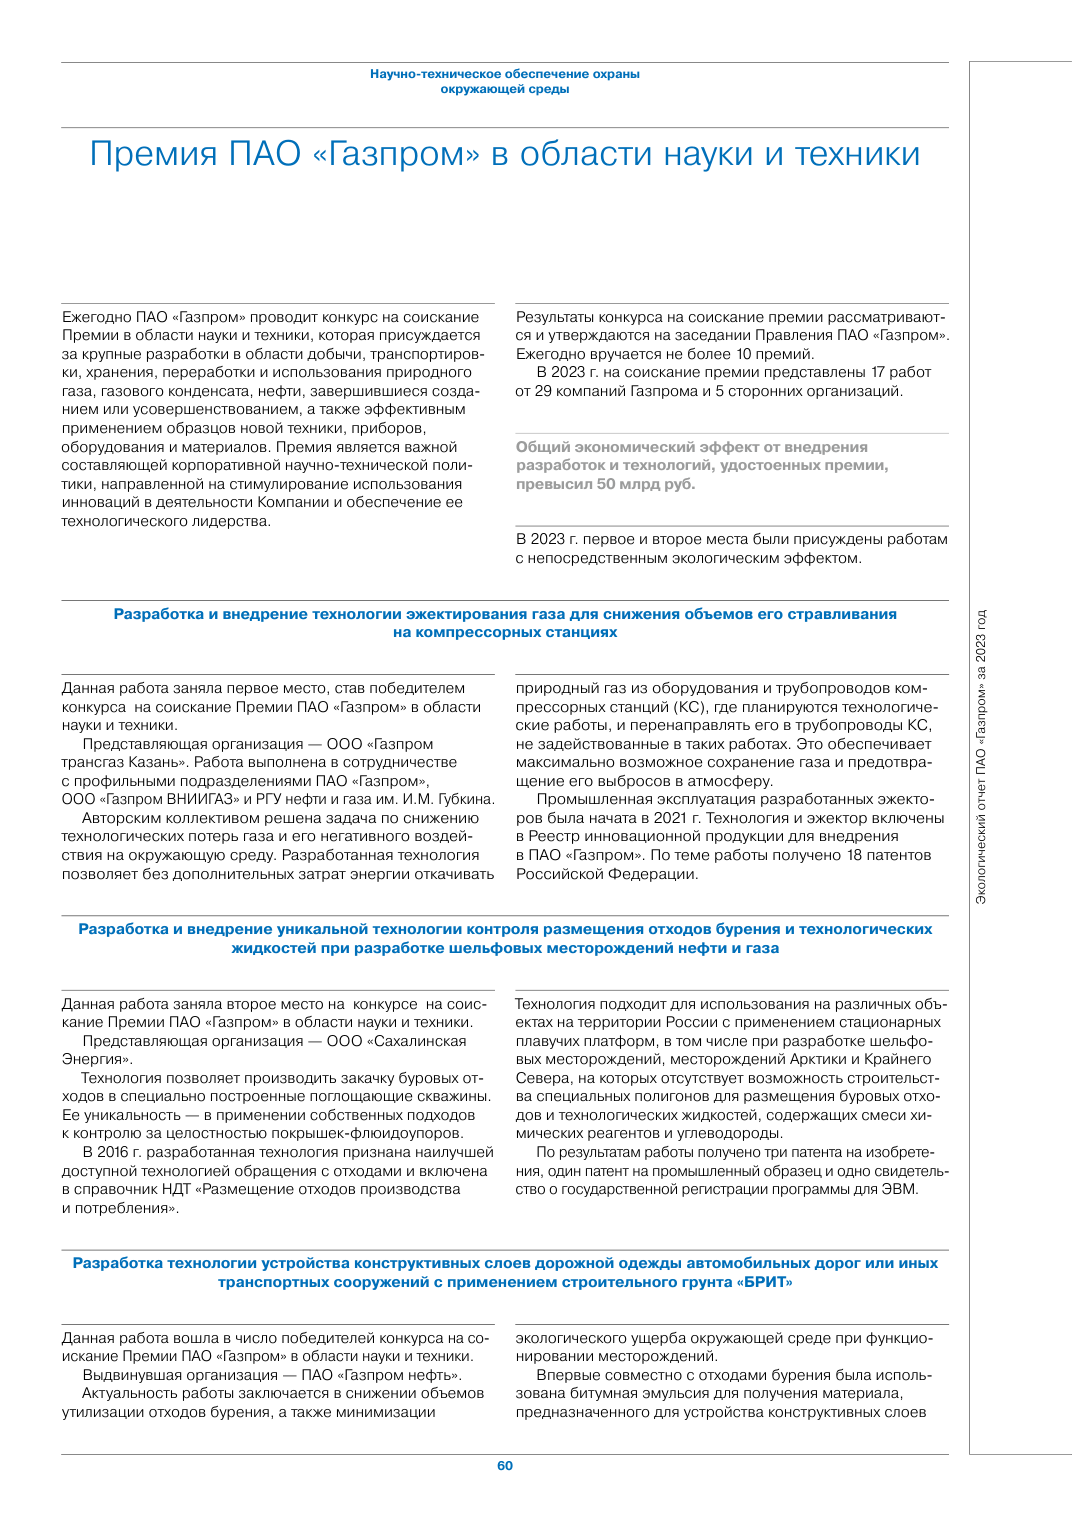 Научно-техническое обеспечение охраны
окружающей среды
Премия ПАО «Газпром» в области науки и техники
Ежегодно ПАО «Газпром» проводит конкурс на соискание
Премии в области науки и техники, которая присуждается
за крупные разработки в области добычи, транспортиров-
ки, хранения, переработки и использования природного
газа, газового конденсата, нефти, завершившиеся созда-
нием или усовершенствованием, а также эффективным
применением образцов новой техники, приборов,
оборудования и материалов. Премия является важной
составляющей корпоративной научно-технической поли-
тики, направленной на стимулирование использования
инноваций в деятельности Компании и обеспечение ее
технологического лидерства.
Результаты конкурса на соискание премии рассматривают-
ся и утверждаются на заседании Правления ПАО «Газпром».
Ежегодно вручается не более 10 премий.
В 2023 г. на соискание премии представлены 17 работ
от 29 компаний Газпрома и 5 сторонних организаций.
Общий экономический эффект от внедрения
разработок и технологий, удостоенных премии,
превысил 50 млрд руб.
В 2023 г. первое и второе места были присуждены работам
с непосредственным экологическим эффектом.
Разработка и внедрение технологии эжектирования газа для снижения объемов его стравливания
на компрессорных станциях
Данная работа заняла первое место, став победителем
конкурса на соискание Премии ПАО «Газпром» в области
науки и техники.
Представляющая организация — ООО «Газпром
трансгаз Казань». Работа выполнена в сотрудничестве
с профильными подразделениями ПАО «Газпром»,
ООО «Газпром ВНИИГАЗ» и РГУ нефти и газа им. И.М. Губкина.
Авторским коллективом решена задача по снижению
технологических потерь газа и его негативного воздей-
ствия на окружающую среду. Разработанная технология
позволяет без дополнительных затрат энергии откачивать
природный газ из оборудования и трубопроводов ком-
прессорных станций (КС), где планируются технологиче-
ские работы, и перенаправлять его в трубопроводы КС,
не задействованные в таких работах. Это обеспечивает
максимально возможное сохранение газа и предотвра-
щение его выбросов в атмосферу.
Промышленная эксплуатация разработанных эжекто-
ров была начата в 2021 г. Технология и эжектор включены
в Реестр инновационной продукции для внедрения
в ПАО «Газпром». По теме работы получено 18 патентов
Российской Федерации.
Разработка и внедрение уникальной технологии контроля размещения отходов бурения и технологических
жидкостей при разработке шельфовых месторождений нефти и газа
Данная работа заняла второе место на конкурсе на соис-
кание Премии ПАО «Газпром» в области науки и техники.
Представляющая организация — ООО «Сахалинская
Энергия».
Технология позволяет производить закачку буровых от-
ходов в специально построенные поглощающие скважины.
Ее уникальность — в применении собственных подходов
к контролю за целостностью покрышек-флюидоупоров.
В 2016 г. разработанная технология признана наилучшей
доступной технологией обращения с отходами и включена
в справочник НДТ «Размещение отходов производства
и потребления».
Технология подходит для использования на различных объ-
ектах на территории России с применением стационарных
плавучих платформ, в том числе при разработке шельфо-
вых месторождений, месторождений Арктики и Крайнего
Севера, на которых отсутствует возможность строительст-
ва специальных полигонов для размещения буровых отхо-
дов и технологических жидкостей, содержащих смеси хи-
мических реагентов и углеводороды.
По результатам работы получено три патента на изобрете-
ния, один патент на промышленный образец и одно свидетель-
ство о государственной регистрации программы для ЭВМ.
Разработка технологии устройства конструктивных слоев дорожной одежды автомобильных дорог или иных
транспортных сооружений с применением строительного грунта «БРИТ»
Данная работа вошла в число победителей конкурса на со-
искание Премии ПАО «Газпром» в области науки и техники.
Выдвинувшая организация — ПАО «Газпром нефть».
Актуальность работы заключается в снижении объемов
утилизации отходов бурения, а также минимизации
экологического ущерба окружающей среде при функцио-
нировании месторождений.
Впервые совместно с отходами бурения была исполь-
зована битумная эмульсия для получения материала,
предназначенного для устройства конструктивных слоев
60
Экологический отчет ПАО «Газпром» за 2023 год